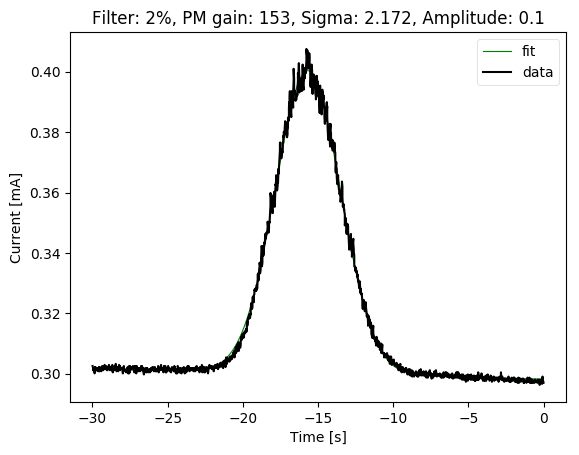 Filter: 2%, PM gain: 153, Sigma: 2.172, Amplitude: 0.1
fit
data
0.40
0.38
0.36
0.34
0.32
0.30
Current [mA]
−30
−25
−20
−15
−10
−5
0
Time [s]